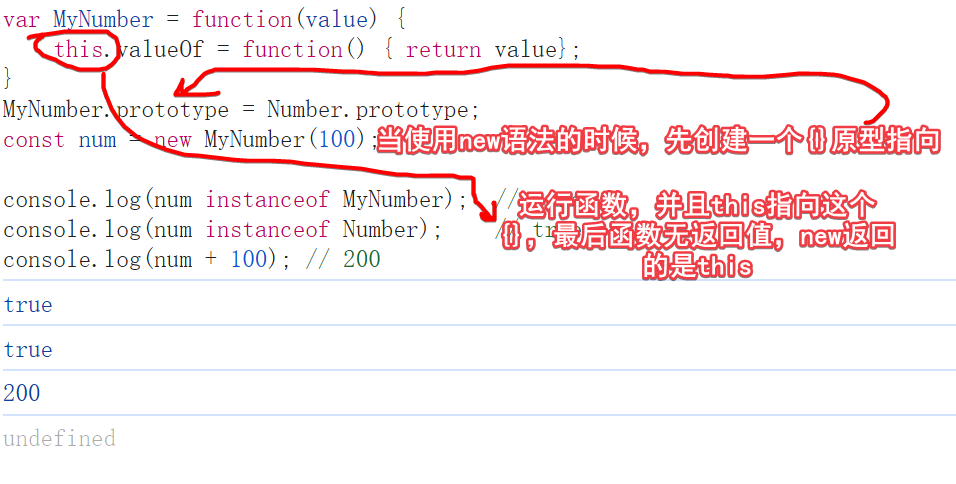 var MyNumber = function(value) {
this.valueOf = function() { return value};
}
MyNumber.prototype = Number.prototype;
const num = new MyNumber(100);
当使用new语法的时候，先创建一个{}原型指向
console.log(num instanceof MyNumber); //
运行函数，并且this指向这个
console.log(num instanceof Number); //
{}，最后函数无返回值，new返回
console.log(num + 100); // 200
的是this
true
true
200
undefined